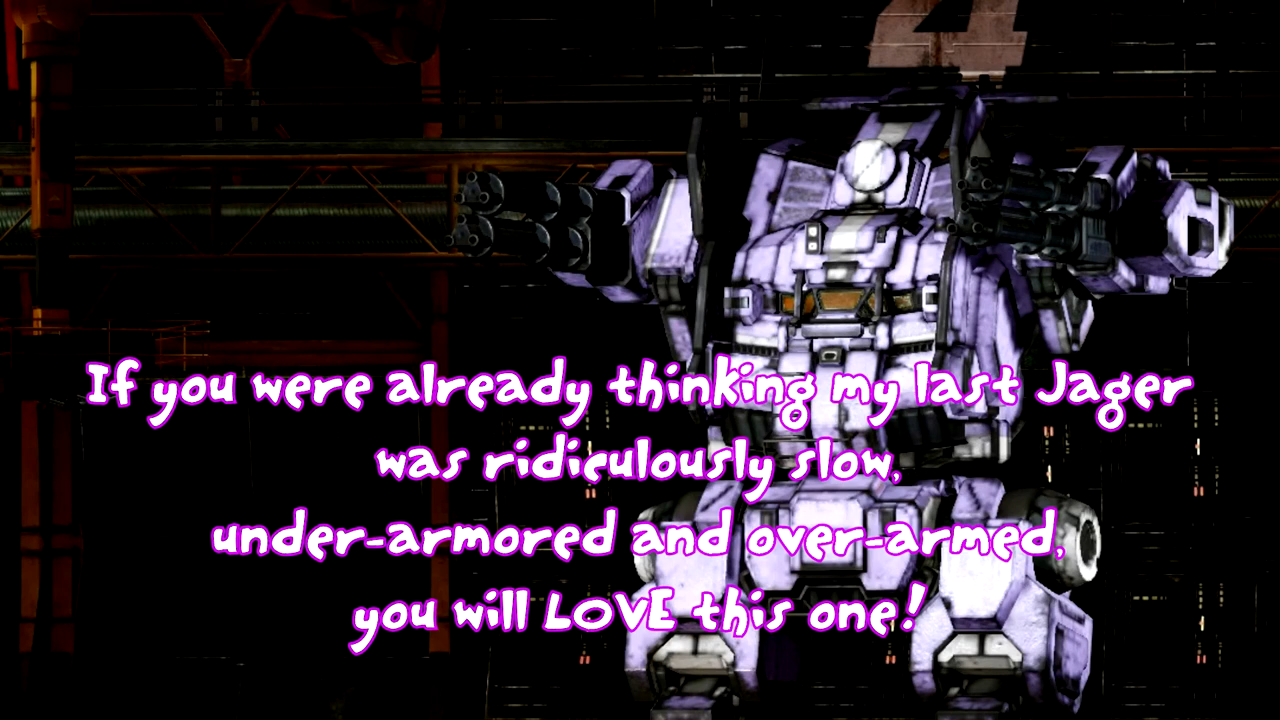 4
If you were already thinking my last Jager
was ridiculously slow,
under-armored and over-armed,
you will LOVE this one!